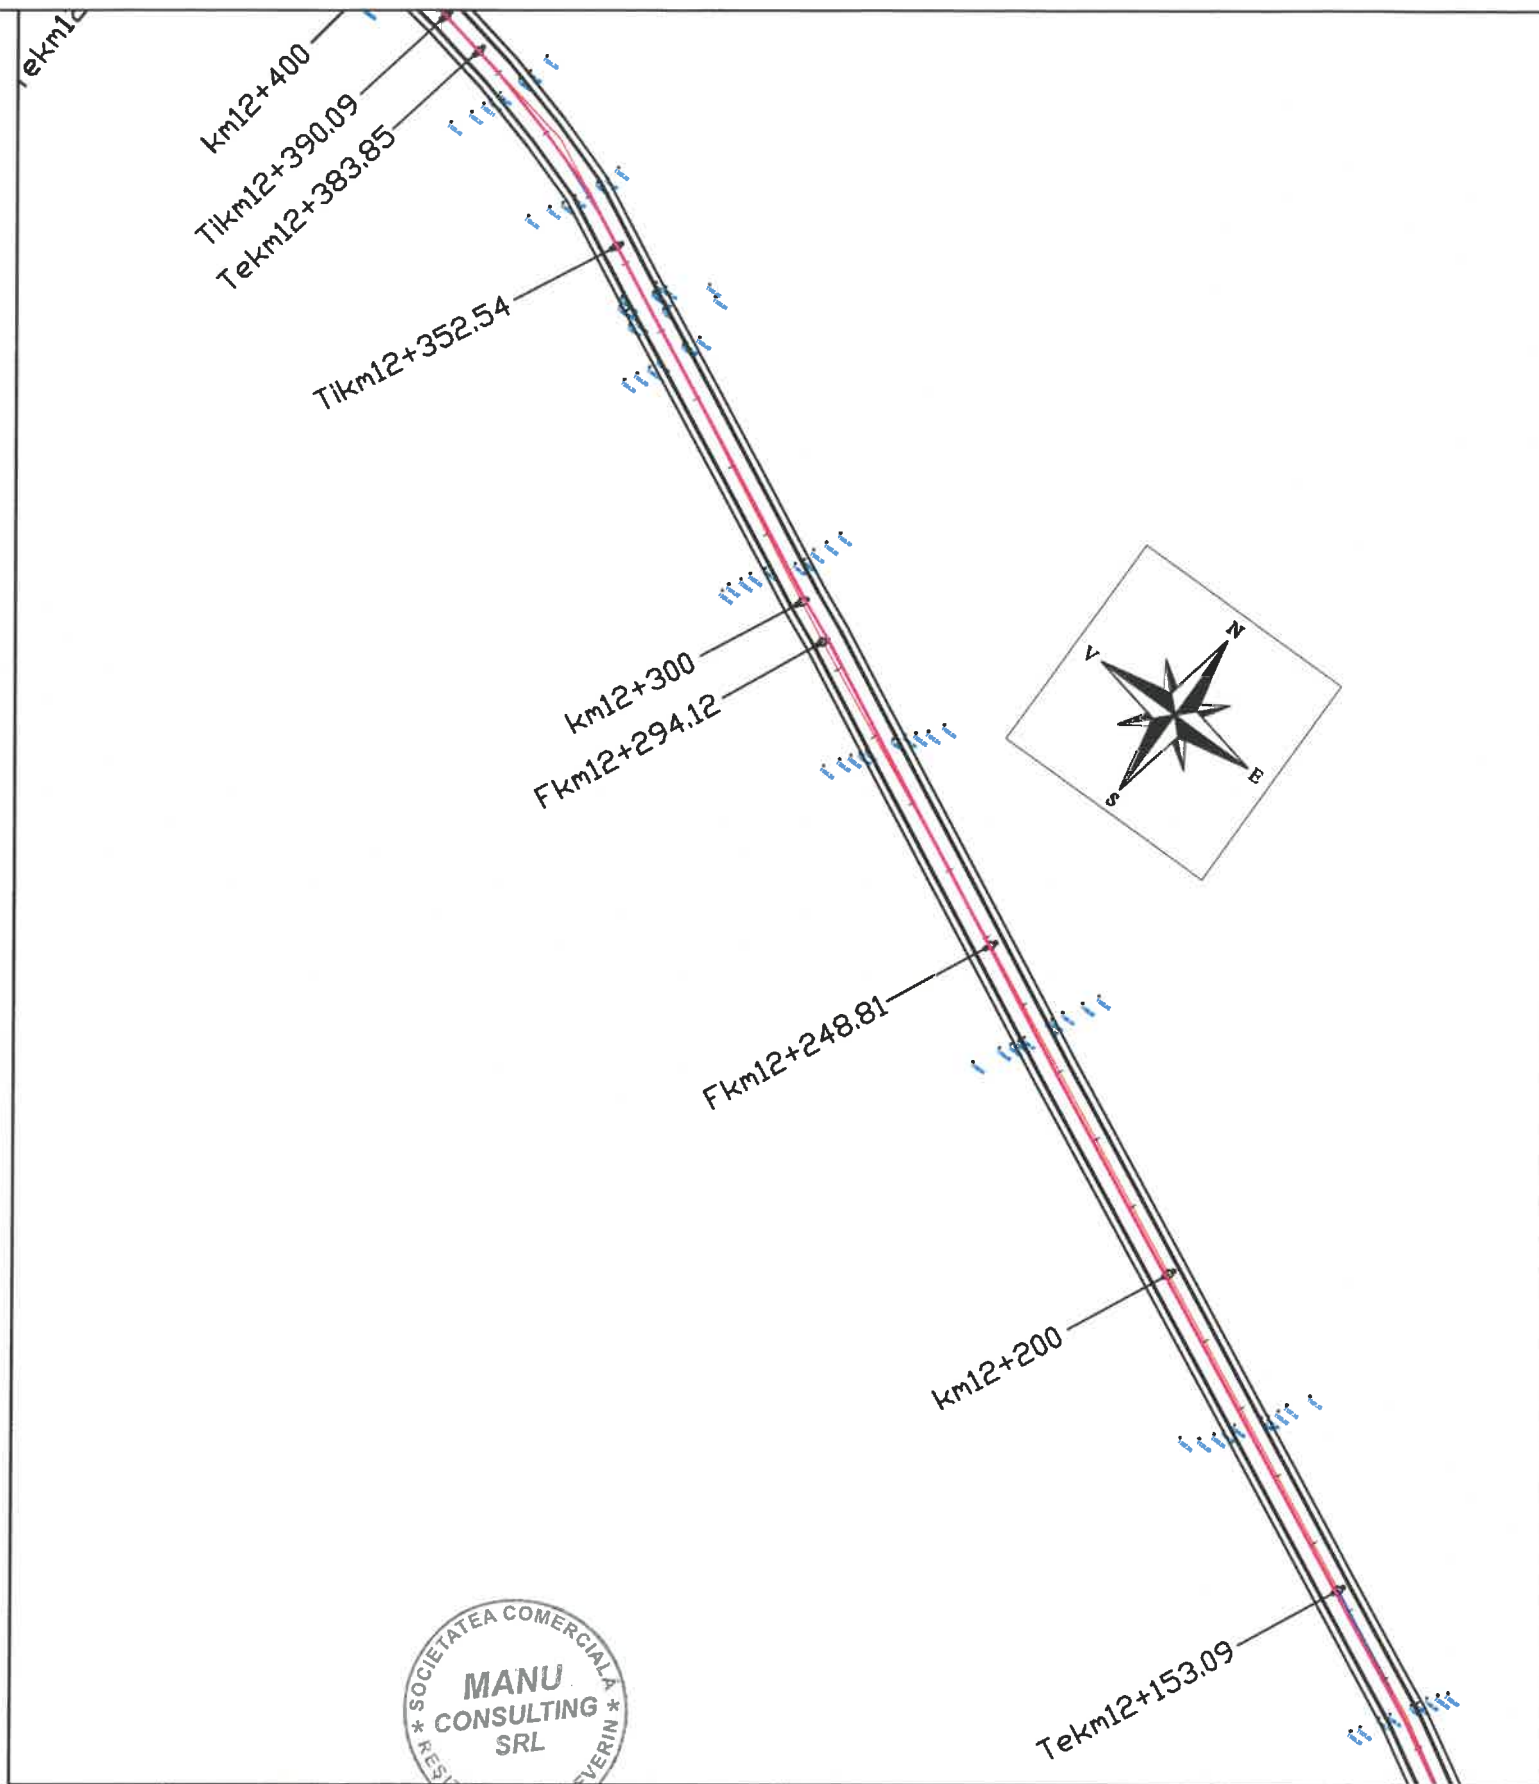 Tekm12
km12+400
Tikm12+390.09
Tekm12+383.85
Tikm12+352.54
km12+300
Fkm12+294.12
Fkm12+248.81
km12+200
Tekm12+153.09
N
V
E
S
* SOCIETATEA COMERCIALĂ *
MANU
CONSULTING
SRL